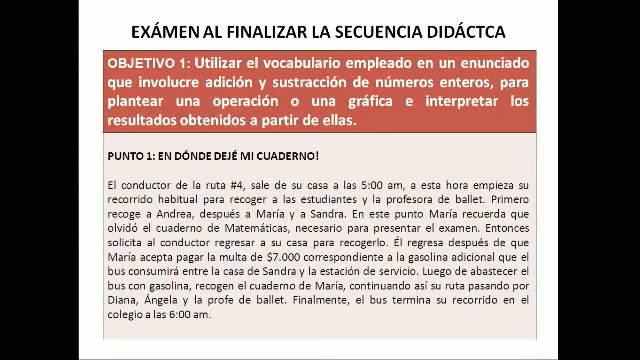 EXÁMEN AL FINALIZAR LA SECUENCIA DIDÁCTCA
OBJETIVO 1: Utilizar el vocabulario empleado en un enunciado
que involucre adición y sustracción de números enteros, para
plantear una operación o una gráfica e interpretar los
resultados obtenidos a partir de ellas.
PUNTO 1: EN DÓNDE DEJÉ MI CUADERNO!
El conductor de la ruta #4, sale de su casa a las 5:00 am, a esta hora empieza su
recorrido habitual para recoger a las estudiantes y la profesora de ballet. Primero
recoge a Andrea, después a María y a Sandra. En este punto María recuerda que
olvidó el cuaderno de Matemáticas, necesario para presentar el examen. Entonces
solicita al conductor regresar a su casa para recogerlo. Él regresa después de que
María acepta pagar la multa de $7.000 correspondiente a la gasolina adicional que el
bus consumirá entre la casa de Sandra y la estación de servicio. Luego de abastecer el
bus con gasolina, recogen el cuaderno de María, continuando así su ruta pasando por
Diana, Ángela y la profe de ballet. Finalmente, el bus termina su recorrido en el
colegio a las 6:00 am.